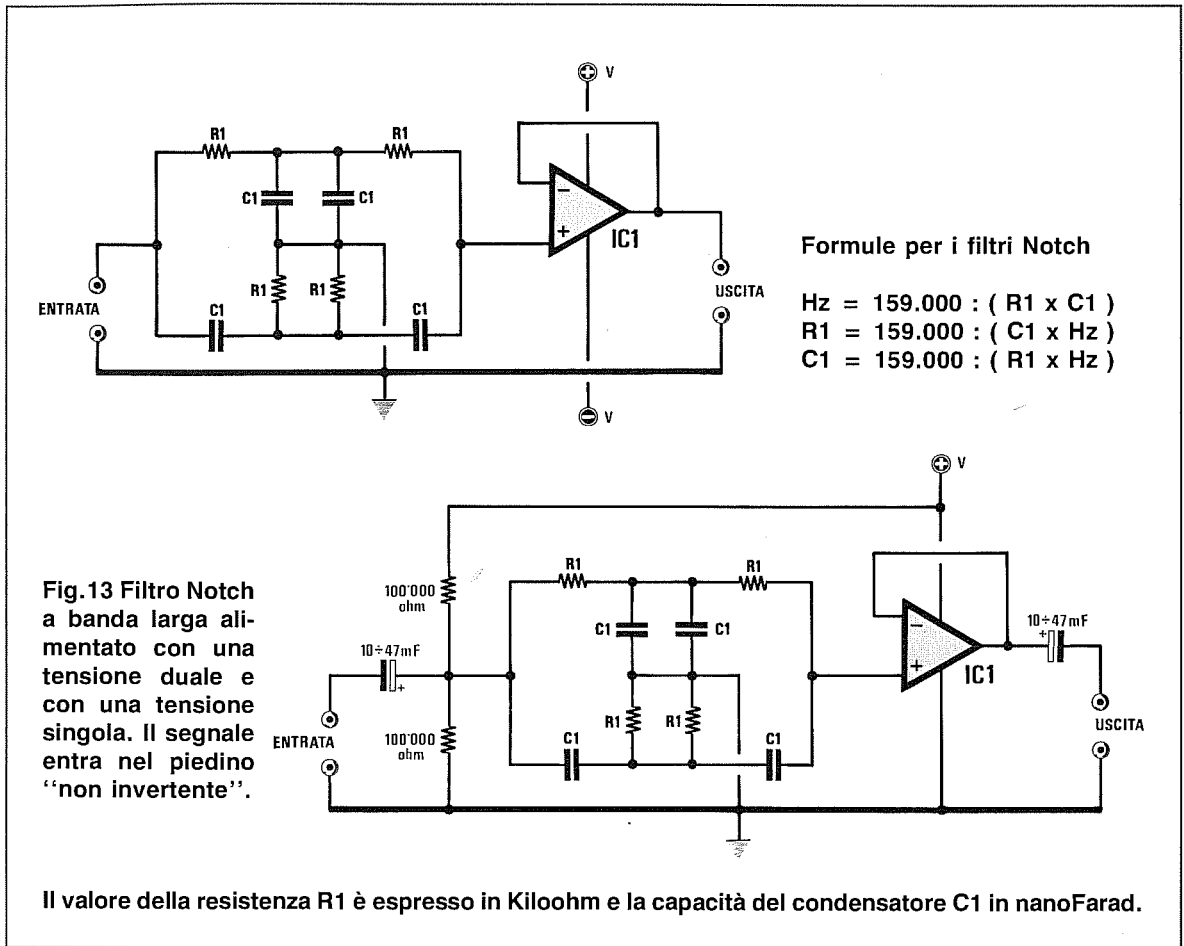 V
R1
R1
C1
C1
IC1
R1
R1
C1
C1
ENTRATA
USCITA
V
Formule per i filtri Notch
Hz = 159.000 : ( R1 x C1 )
R1 = 159.000 : ( C1 x Hz )
C1 = 159.000 : ( R1 x Hz )
Fig.13 Filtro Notch
a banda larga ali-
mentato con una
tensione duale e
con una tensione
singola. Il segnale
entra nel piedino
‘‘non invertente’’.
V
100'000
ohm
R1
R1
C1
C1
10÷47mF
+
IC1
10÷47mF
+
R1
R1
C1
C1
ENTRATA
100'000
ohm
USCITA
Il valore della resistenza R1 è espresso in Kiloohm e la capacità del condensatore C1 in nanoFarad.